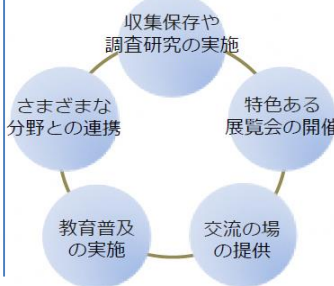 収集保存や
調査研究の実施
特色ある
展覧会の開催
交流の場
の提供
教育普及
の実施
さまざまな
分野との連携